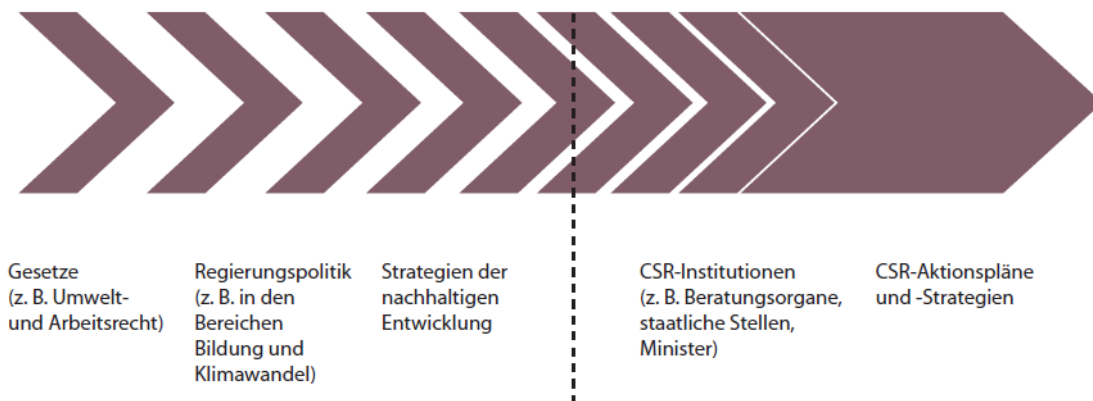 Gesetze
(z. B. Umwelt-
und Arbeitsrecht)
Regierungspolitik
(z. B. in den
Bereichen
Bildung und
Klimawandel)
Strategien der
nachhaltigen
Entwicklung
CSR-Institutionen
(z. B. Beratungsorgane,
staatliche Stellen,
Minister)
CSR-Aktionspläne
und -Strategien